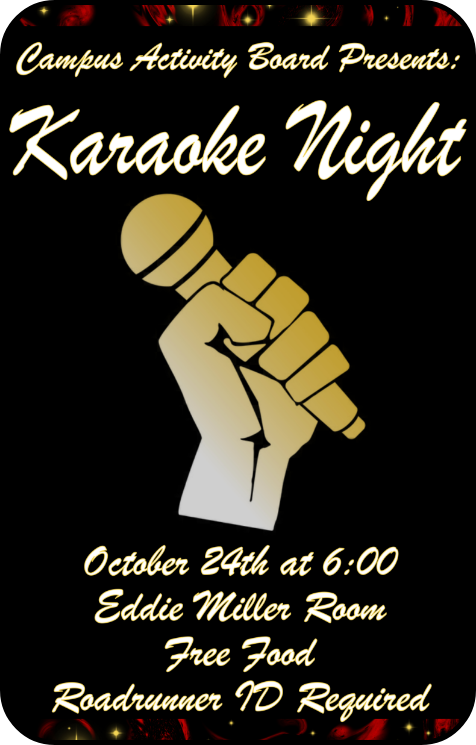 Campus Activity Board Presents:
Karaoke Night
October 24th at 6:00
Eddie Miller Room
Free Food
Roadrunner ID Required